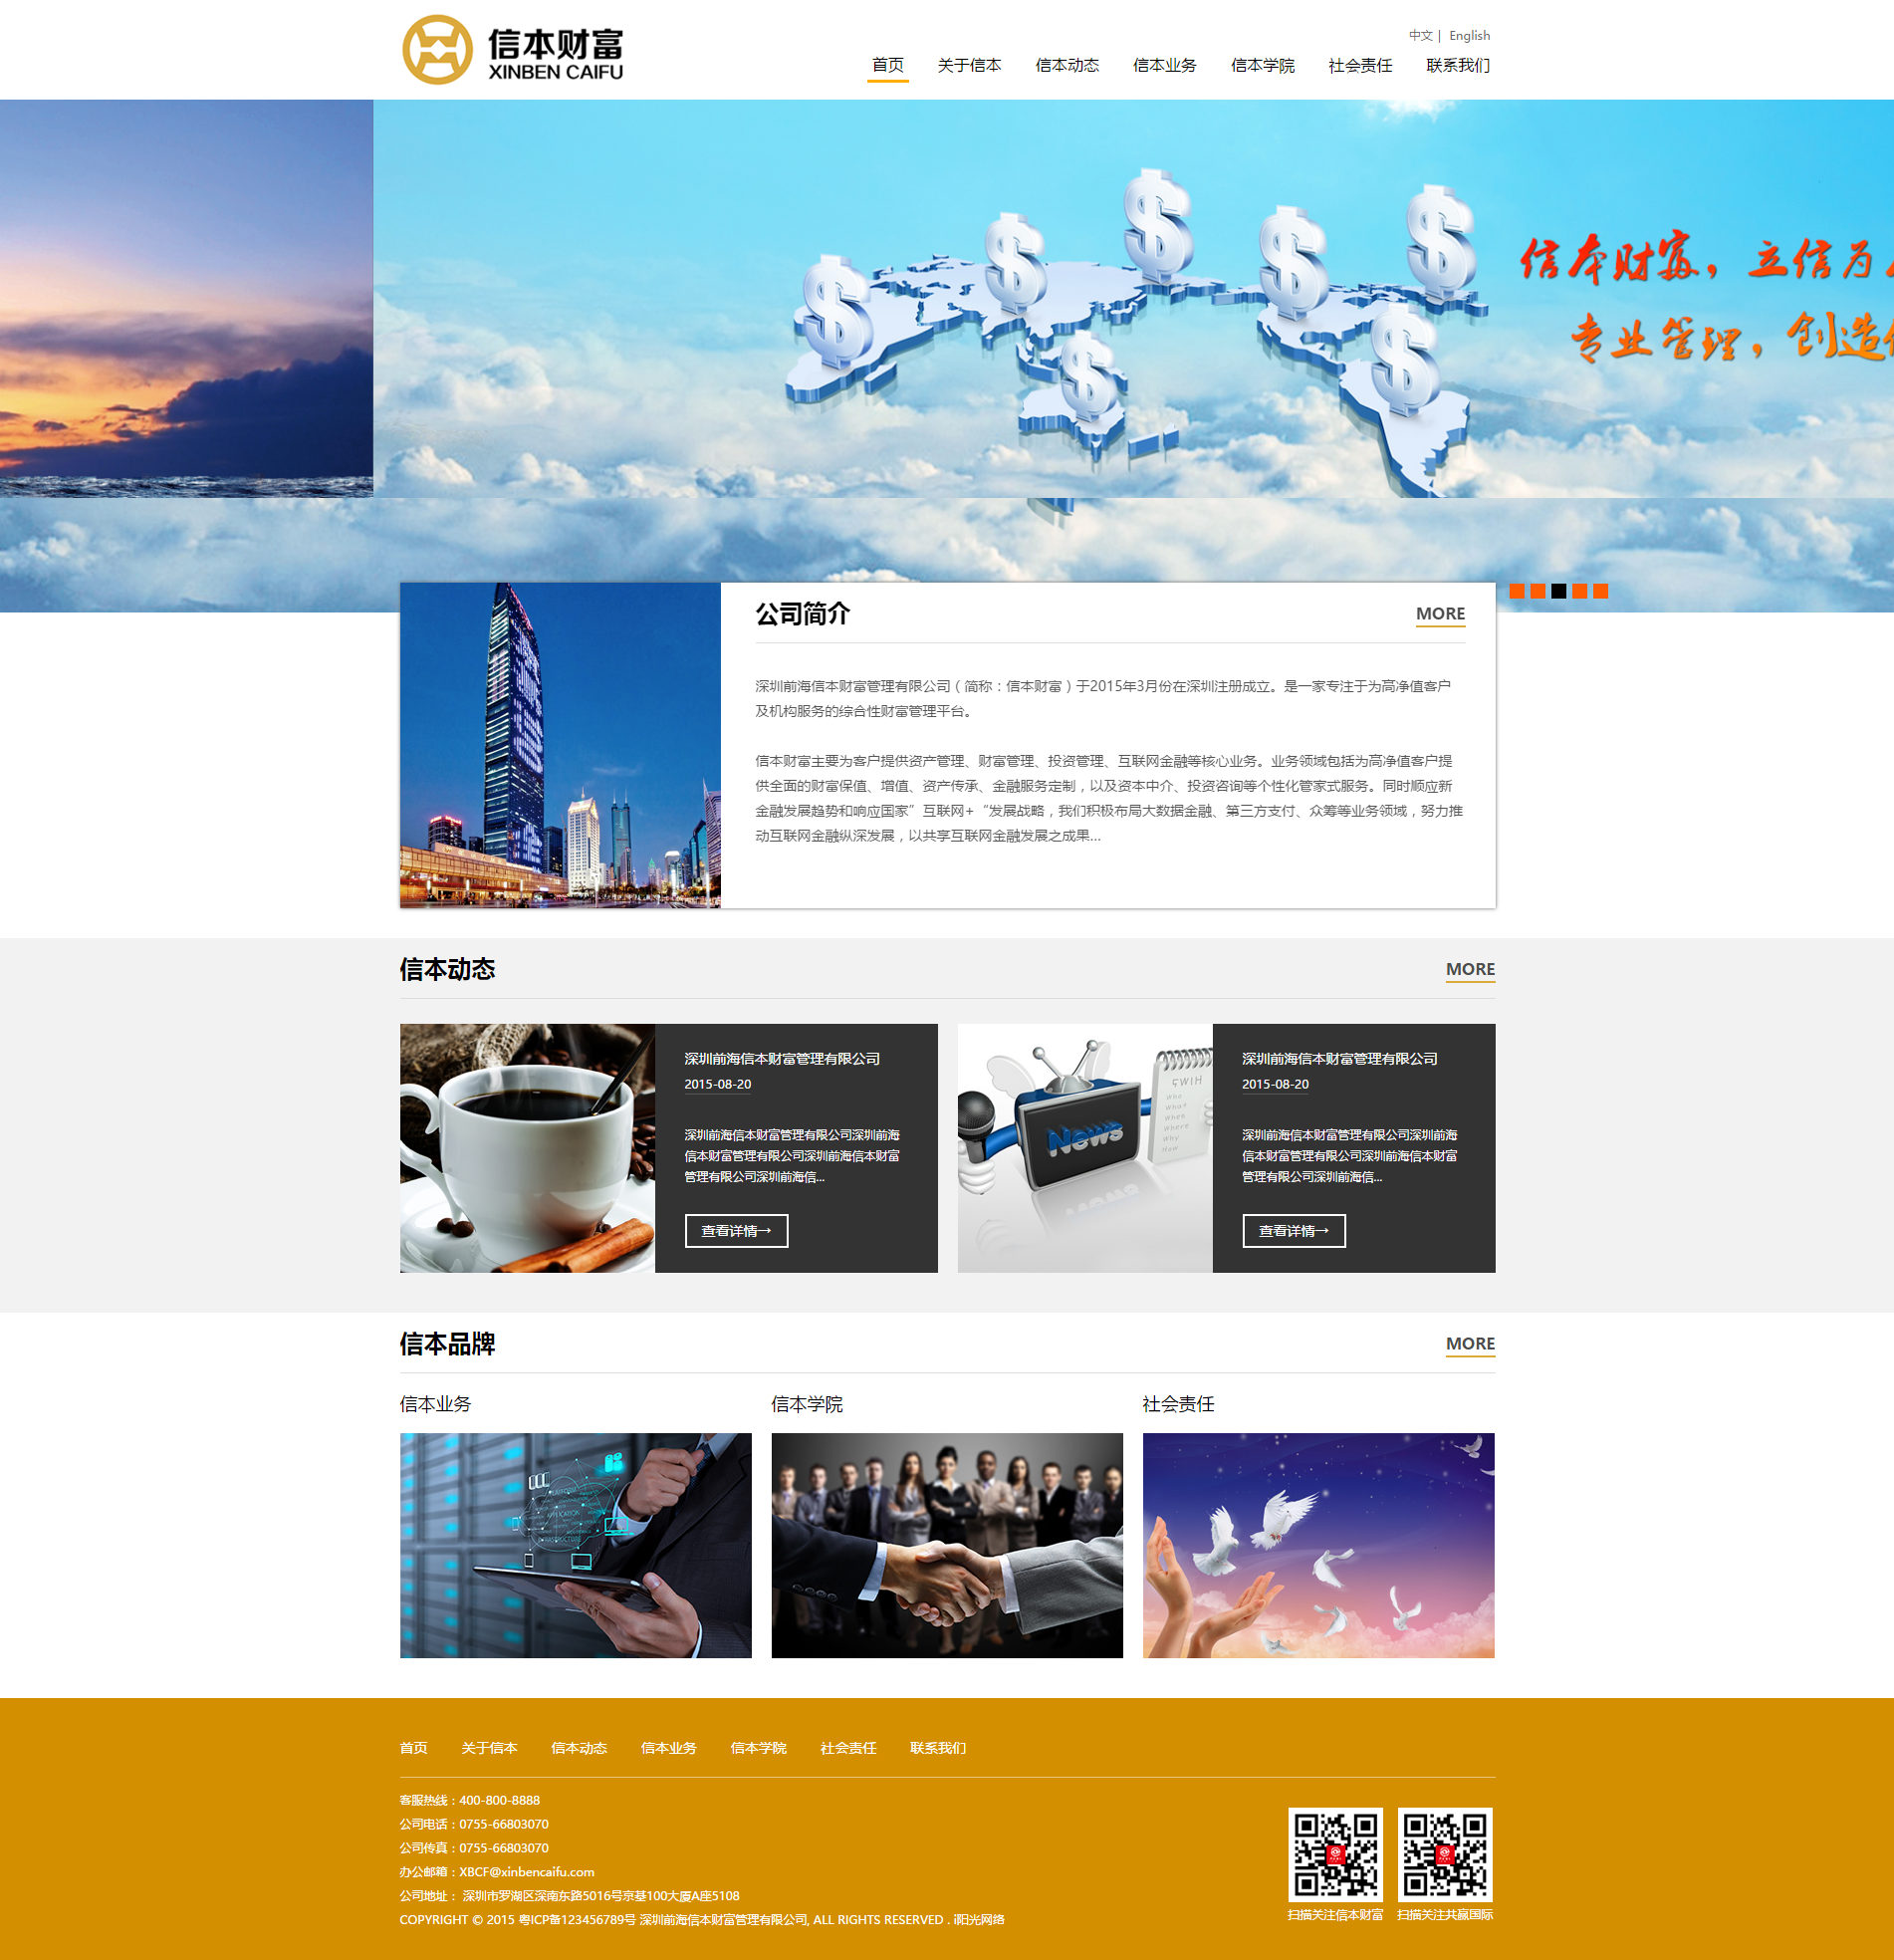 信本财富
XINBEN CAIFU
中文 | English
首页 关于信本 信本动态 信本业务 信本学院 社会责任 联系我们
信本财富，立信为
专业管理，创造
公司简介
MORE
深圳前海信本财富管理有限公司（简称：信本财富）于2015年3月份在深圳注册成立。是一家专注于为高净值客户
及机构服务的综合性财富管理平台。
信本财富主要为客户提供资产管理、财富管理、投资管理、互联网金融等核心业务。业务领域包括为高净值客户提
供全面的财富保值、增值、资产传承、金融服务定制，以及资本中介、投资咨询等个性化管家式服务。同时顺应新
金融发展趋势和响应国家”互联网+“发展战略，我们积极布局大数据金融、第三方支付、众筹等业务领域，努力推
动互联网金融纵深发展，以共享互联网金融发展之成果...
信本动态
MORE
深圳前海信本财富管理有限公司
2015-08-20
深圳前海信本财富管理有限公司深圳前海
信本财富管理有限公司深圳前海信本财富
管理有限公司深圳前海信...
查看详情→
News
Who
What
When
Where
Why
How
深圳前海信本财富管理有限公司
2015-08-20
深圳前海信本财富管理有限公司深圳前海
信本财富管理有限公司深圳前海信本财富
管理有限公司深圳前海信...
查看详情→
信本品牌
MORE
信本业务 信本学院 社会责任
APPLICATION
首页 关于信本 信本动态 信本业务 信本学院 社会责任 联系我们
客服热线：400-800-8888
公司电话：0755-66803070
公司传真：0755-66803070
办公邮箱：XBCF@xinbencaifu.com
公司地址： 深圳市罗湖区深南东路5016号京基100大厦A座5108
COPYRIGHT © 2015 粤ICP备123456789号 深圳前海信本财富管理有限公司, ALL RIGHTS RESERVED . i阳光网络
扫描关注信本财富 扫描关注共赢国际